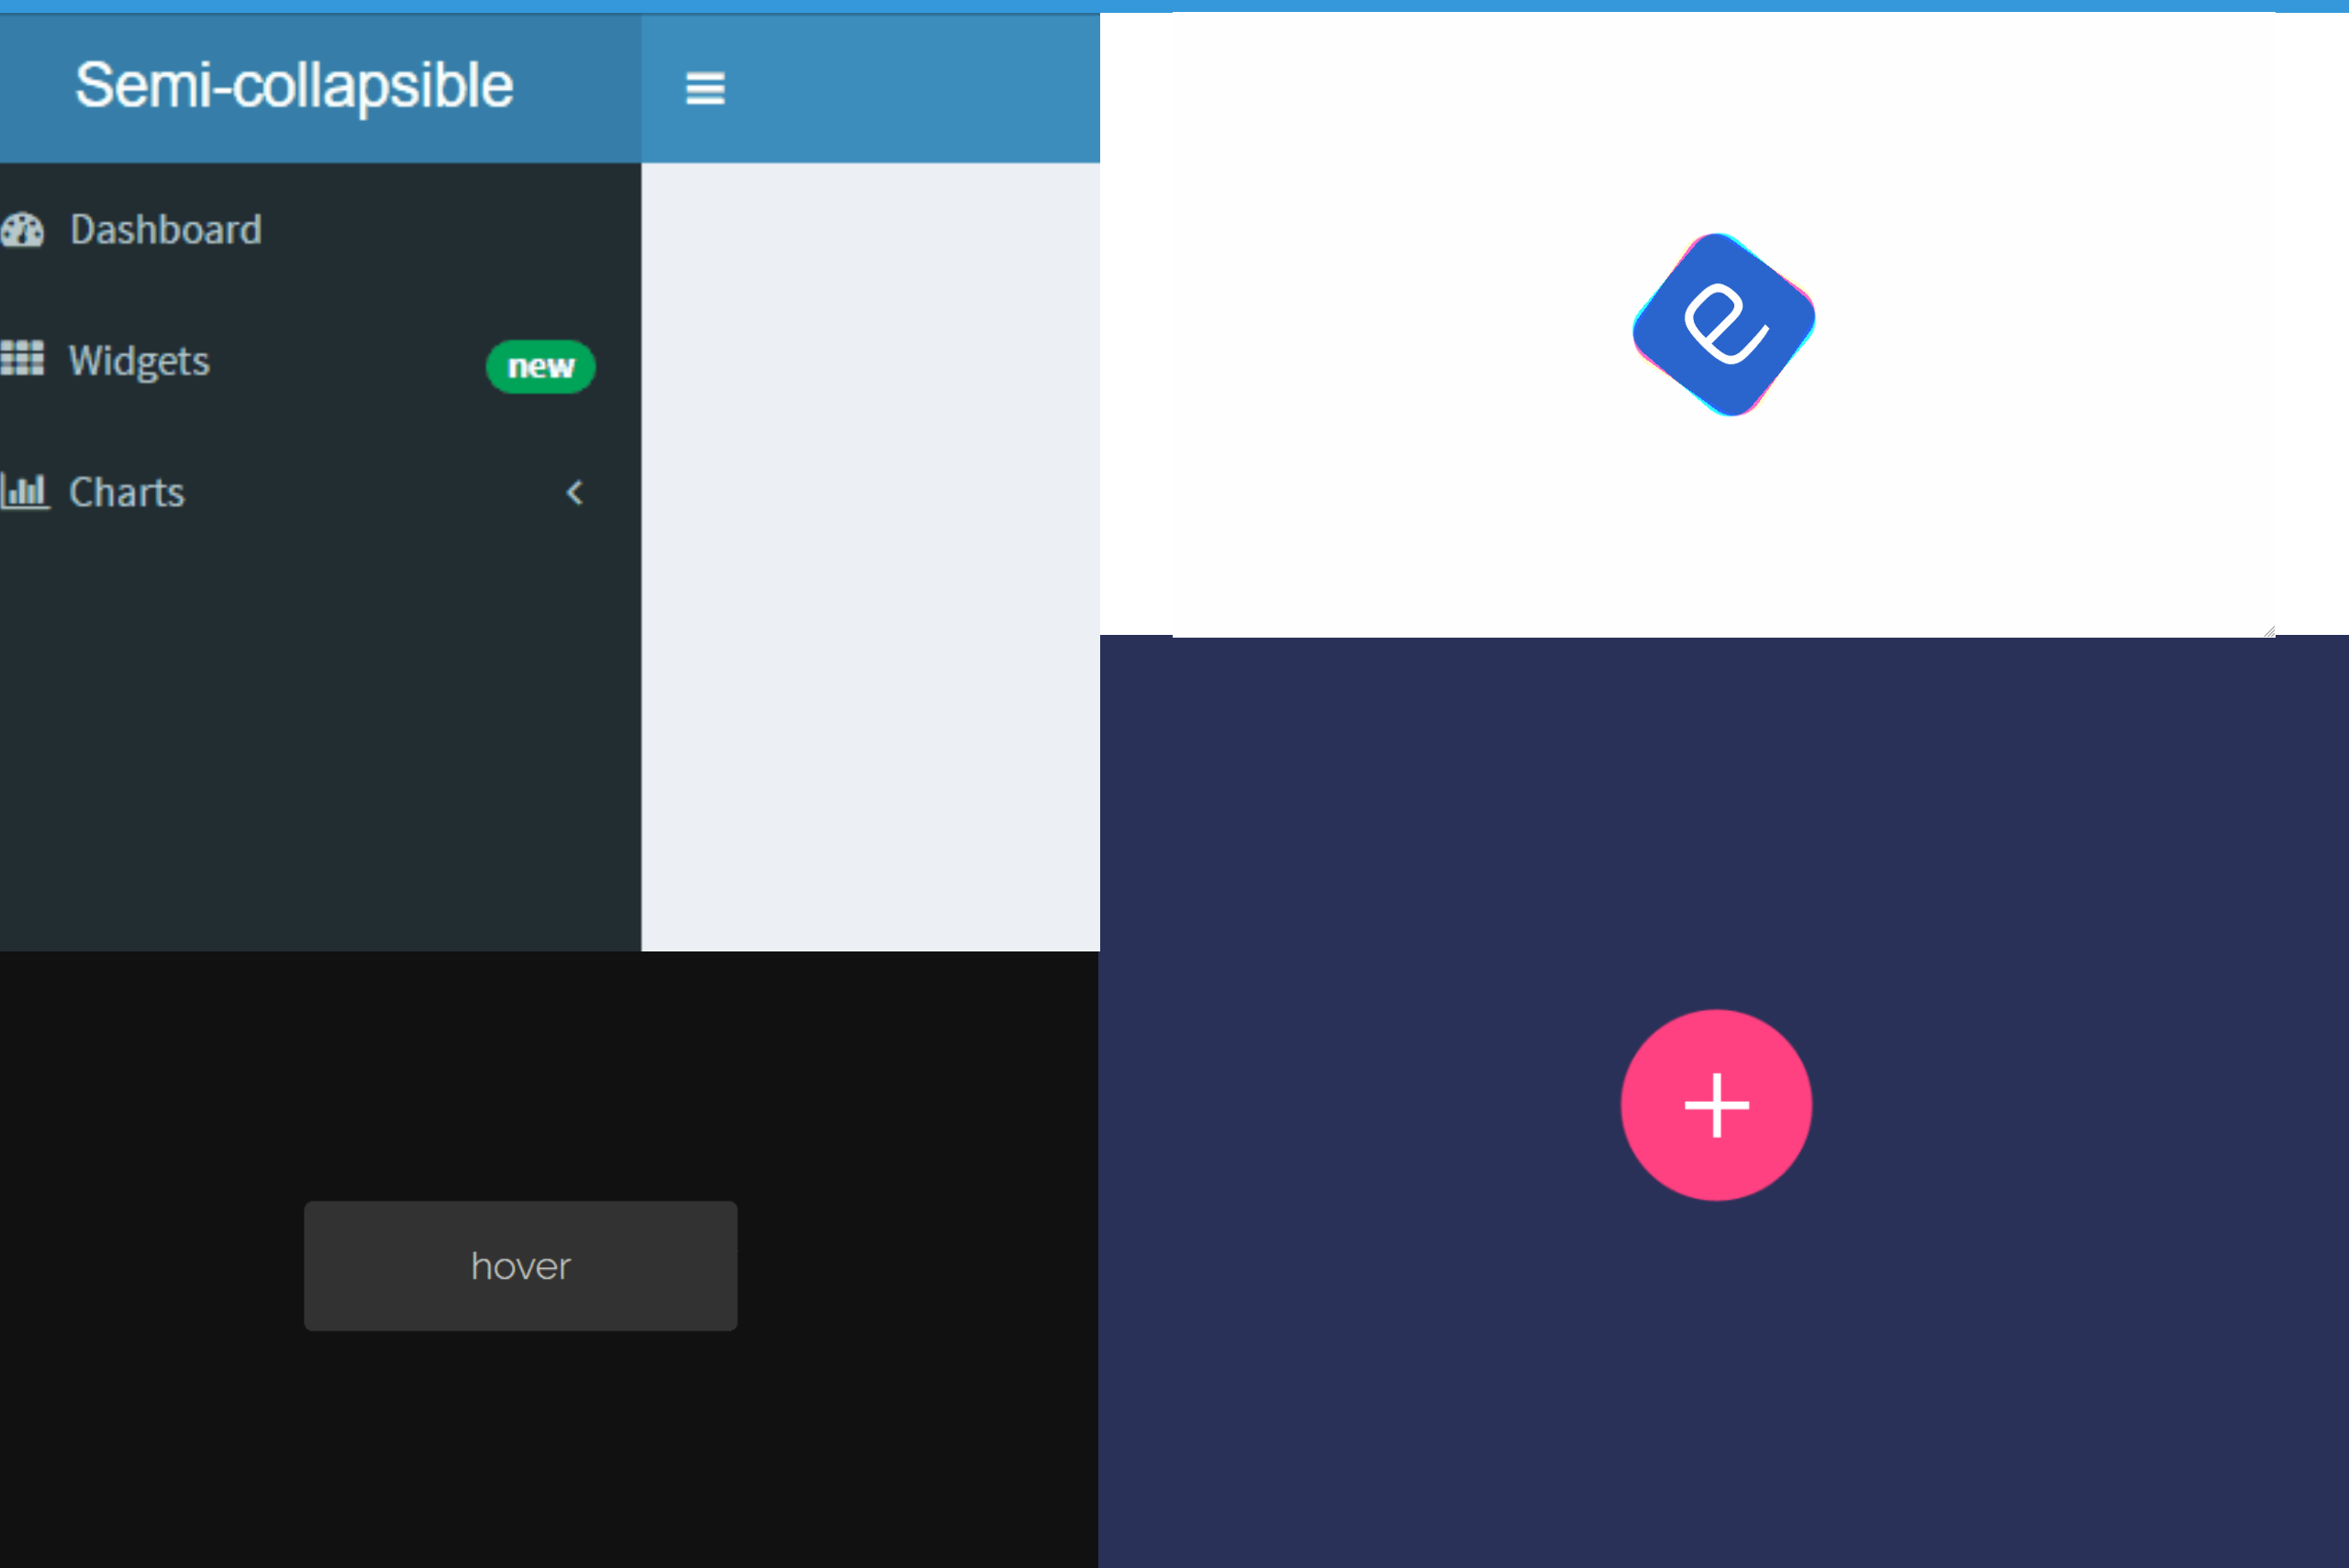 Semi-collapsible
Dashboard
Widgets
new
Charts
e
hover